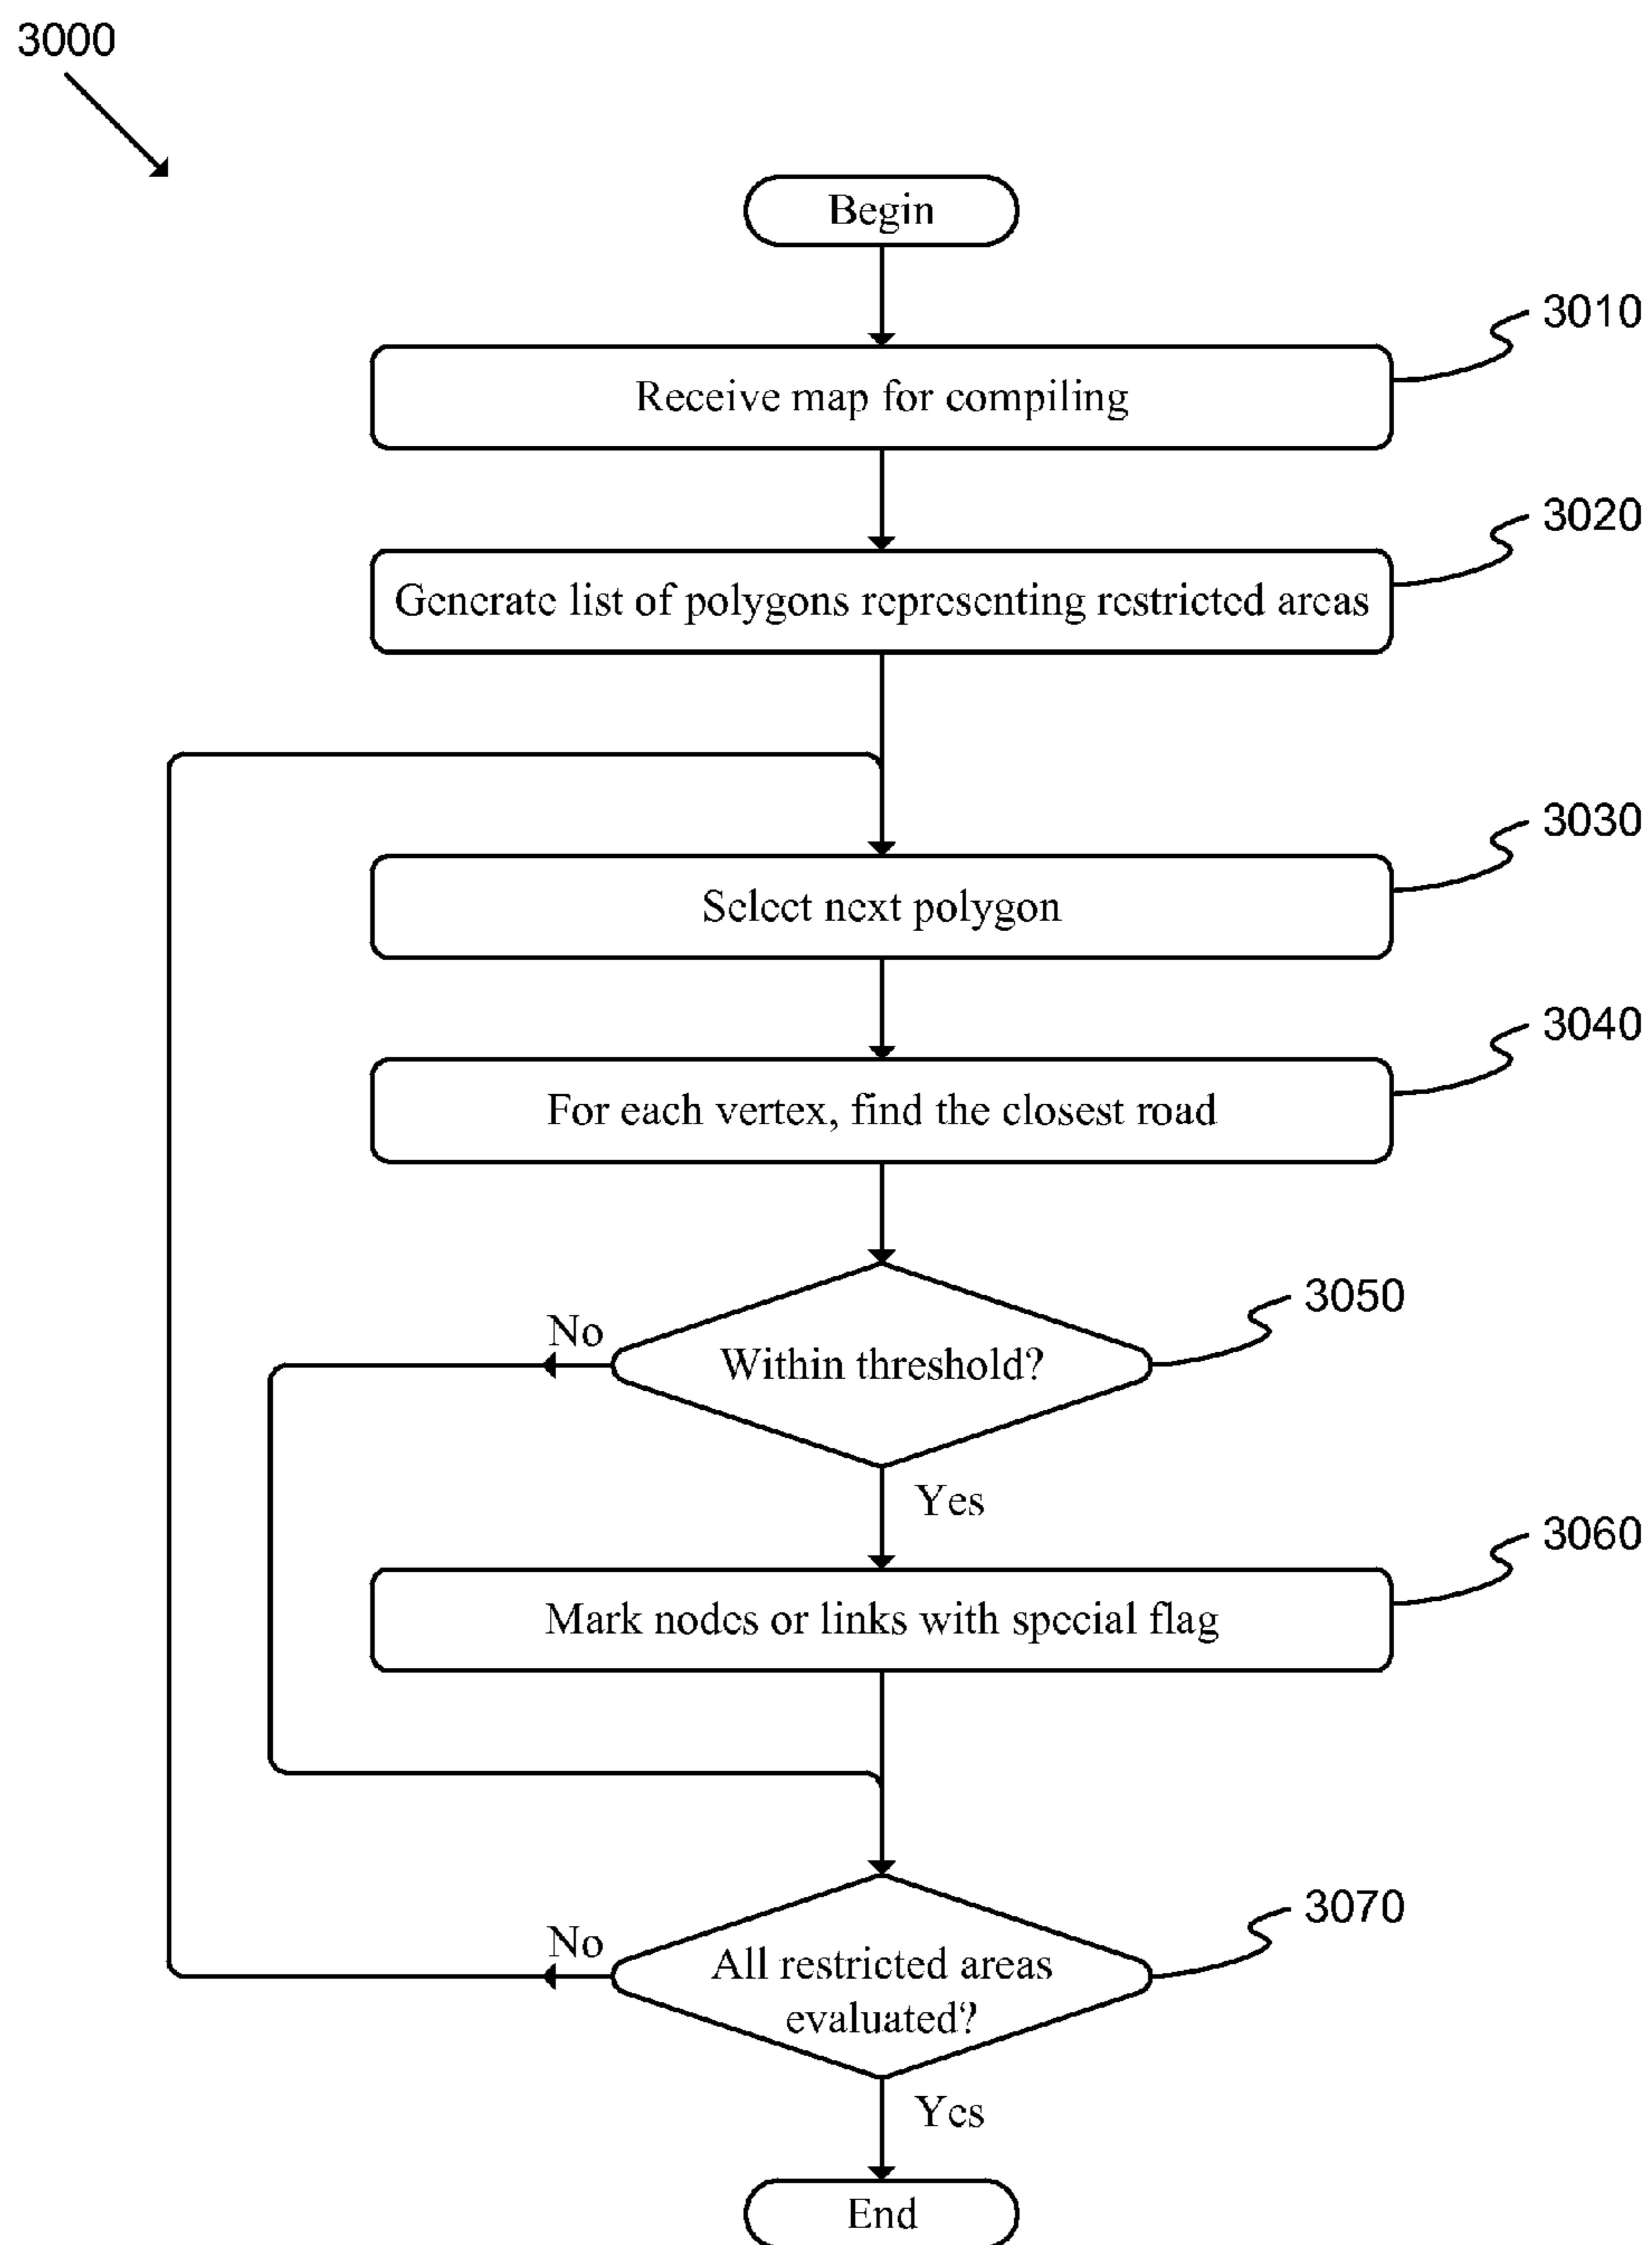 3000
Begin
3010
Receive map for compiling
3020
Generate list of polygons representing restricted areas
3030
Select next polygon
3040
For each vertex, find the closest road
3050
No
Within threshold?
Yes
3060
Mark nodes or links with special flag
3070
No
All restricted areas
evaluated?
Yes
End